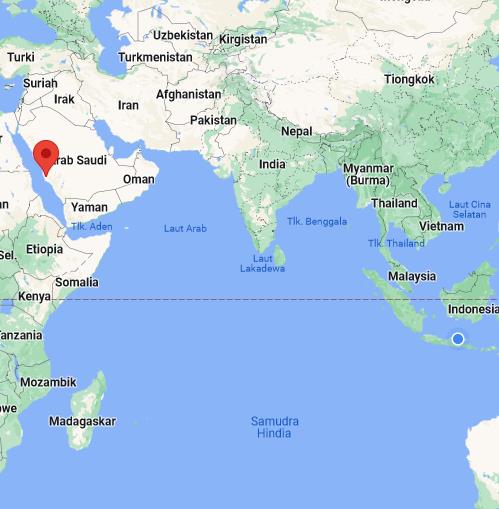 Uzbekistan
Kirgistan
Turki
Turkmenistan
Tiongkok
Suriah
Irak
Iran
Afghanistan
Pakistan
Nepal
rab Saudi
India
Myanmar
(Burma)
Oman
Thailand
Laut Cina
Selatan
Yaman
Tlk. Aden
Laut Arab
Tlk. Benggala
Vietnam
Tlk. Thailand
Etiopia
Sel.
Laut
Lakadewa
Malaysia
Somalia
Kenya
Indonesia
Tanzania
Mozambik
Madagaskar
Samudra
Hindia